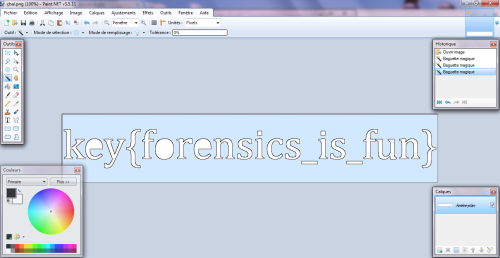 chal.png (100%) - Paint.NET v3.5.11
Fichier Edition Affichage Image Calques Ajustements Effets Outils Fenêtre Aide
Fenêtre Unités : Pixels
Outil : Mode de sélection : Mode de remplissage : Tolérance : 0%
Outils
Historique
Ouvrir image
Baguette magique
Baguette magique
Baguette magique
key{forensics_is_fun}
Couleurs
Primaire Plus >>
Calques
Arrière-plan